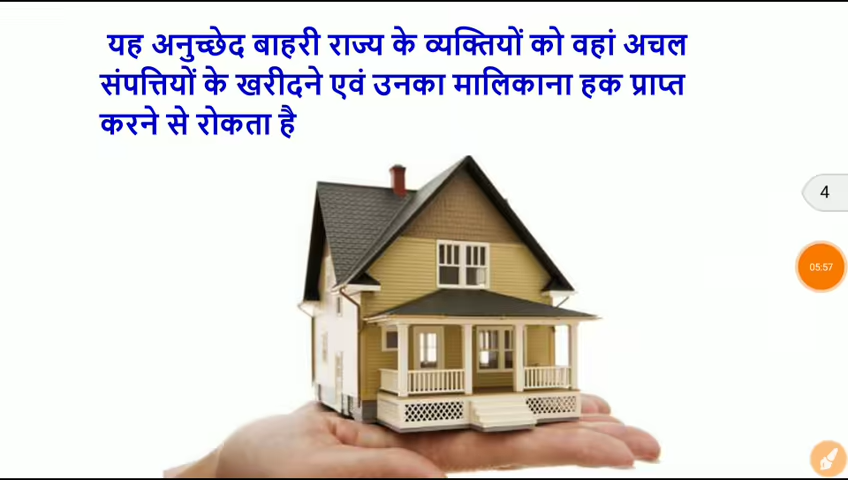 यह अनुच्छेद बाहरी राज्य के व्यक्तियों को वहां अचल
संपत्तियों के खरीदने एवं उनका मालिकाना हक प्राप्त
करने से रोकता है
4
05:57